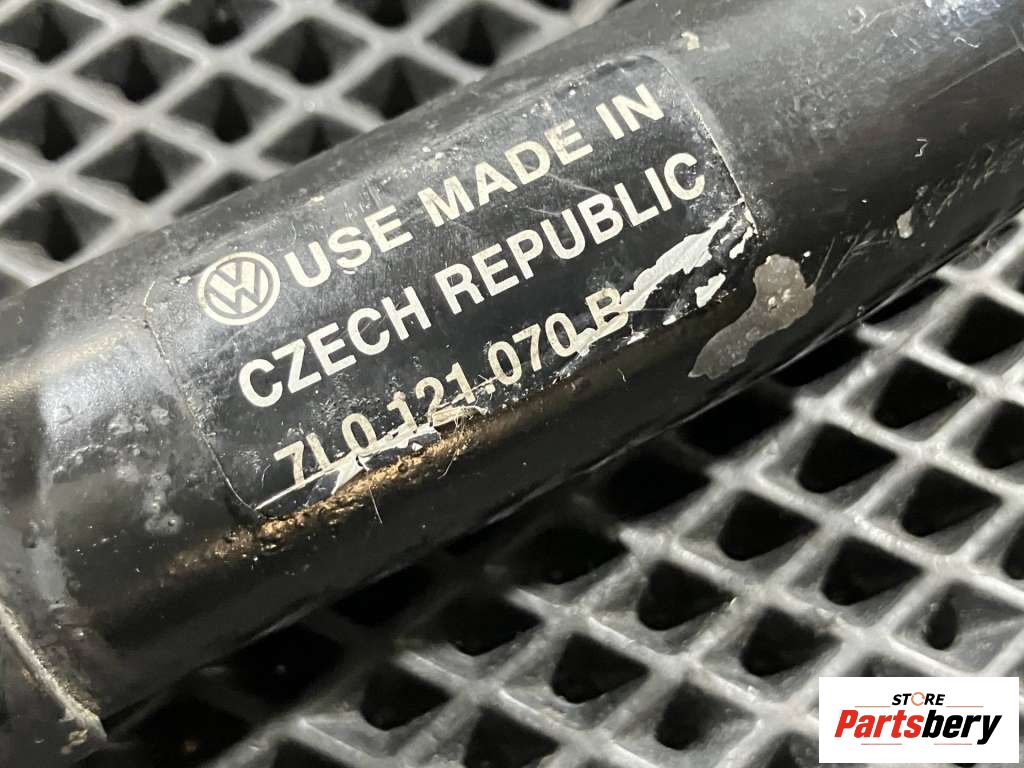 USE MADE IN
CZECH REPUBLIC
7L0.121.070.B
STORE
Partsbery